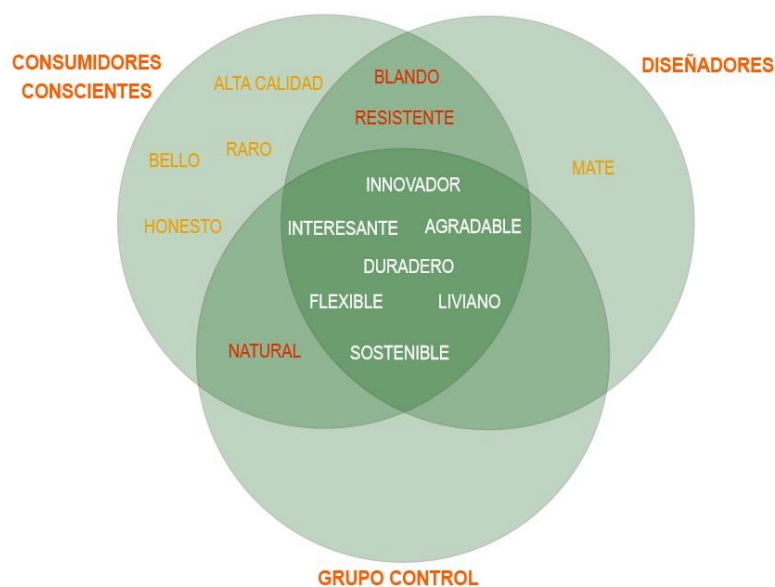 CONSUMIDORES
CONSCIENTES
DISEÑADORES
ALTA CALIDAD
BLANDO
RESISTENTE
BELLO
RARO
MATE
HONESTO
INNOVADOR
INTERESANTE
AGRADABLE
DURADERO
FLEXIBLE
LIVIANO
NATURAL
SOSTENIBLE
GRUPO CONTROL